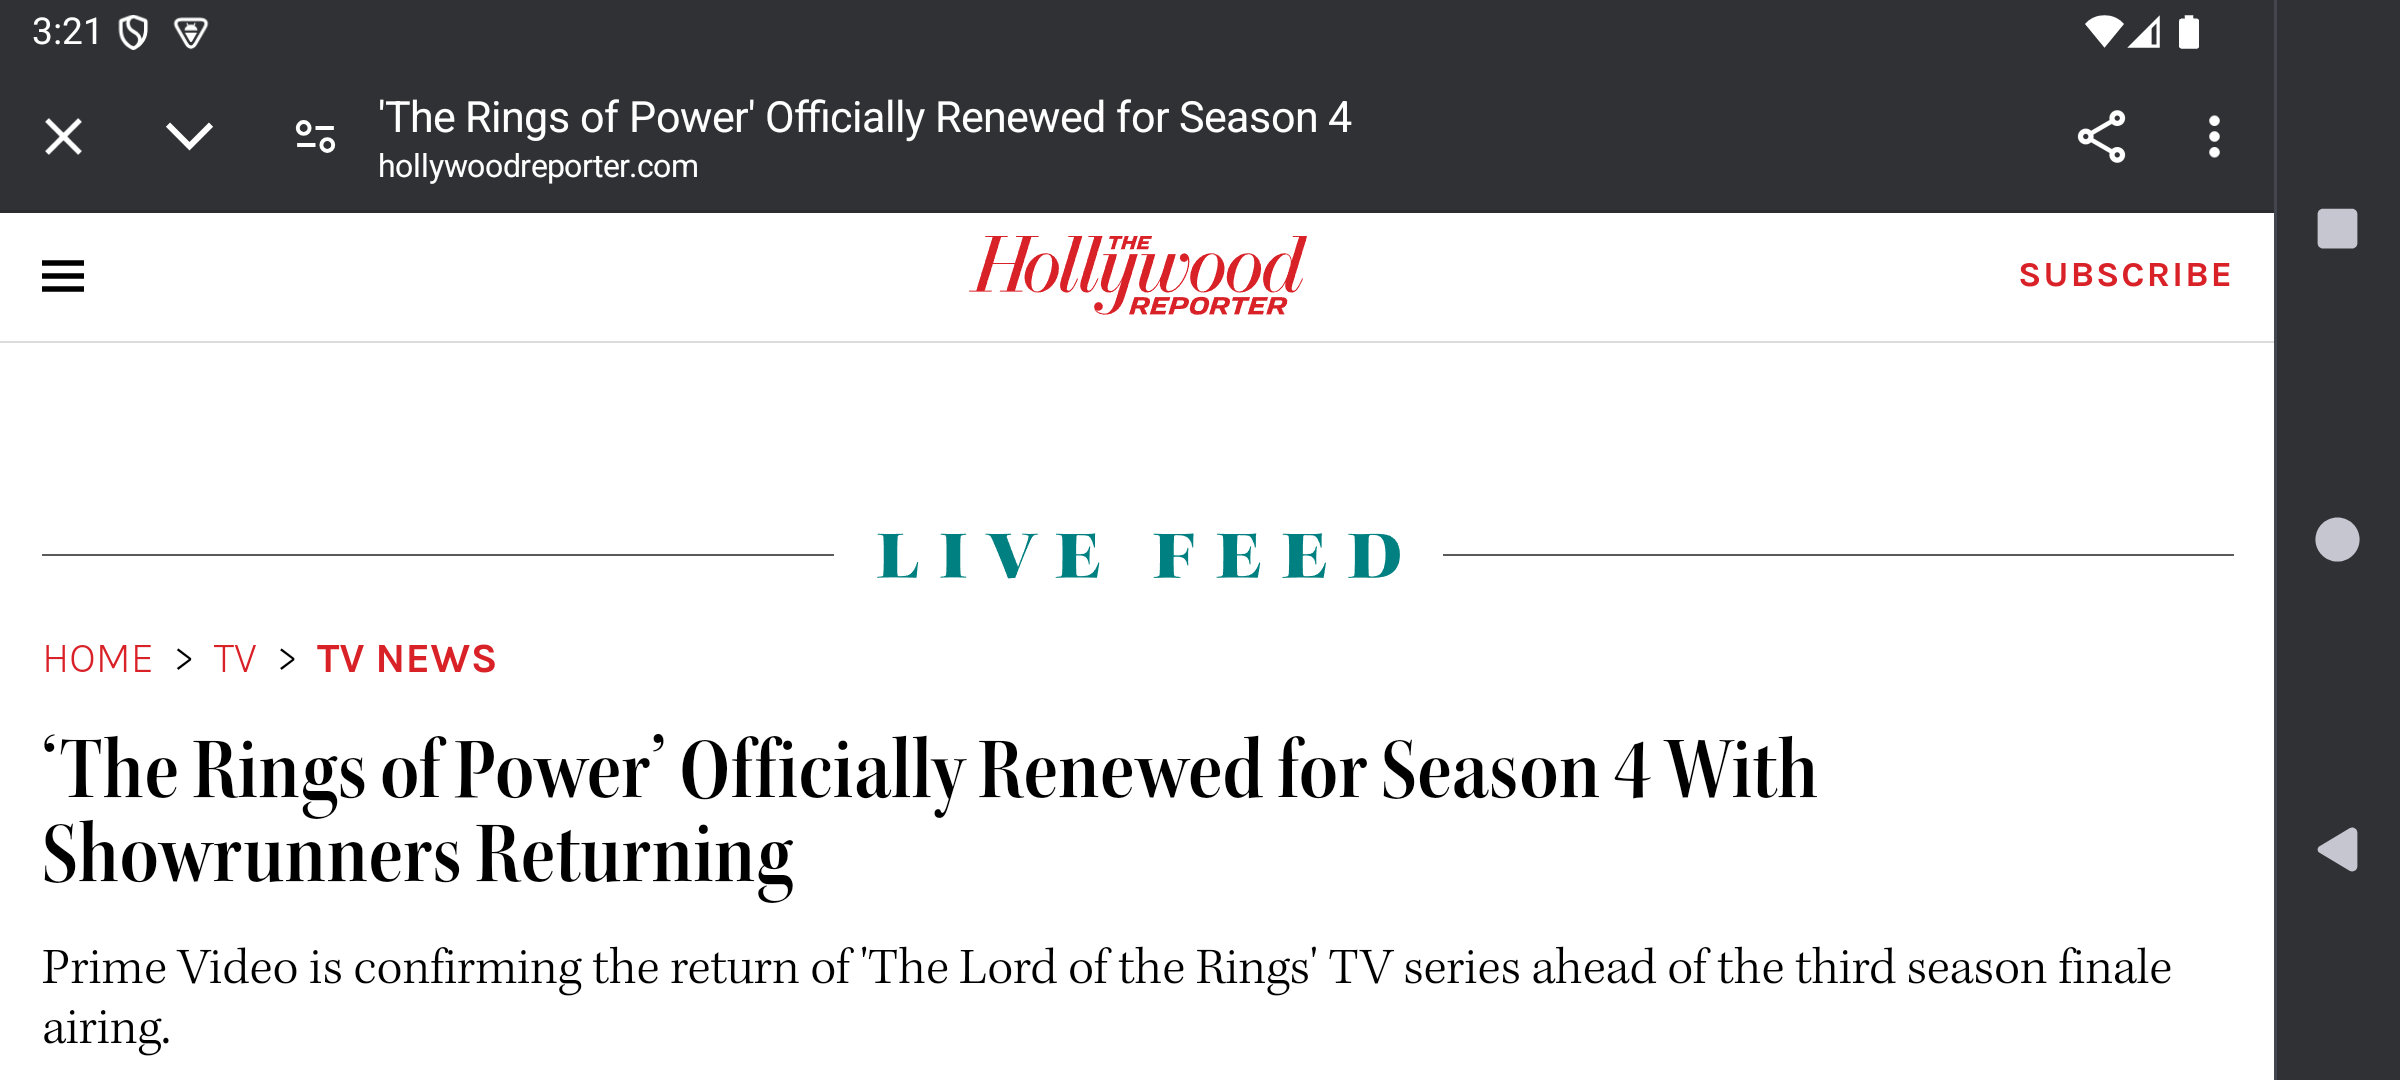 3:21
'The Rings of Power' Officially Renewed for Season 4
hollywoodreporter.com
THE
Hollywood
REPORTER
SUBSCRIBE
LIVE FEED
HOME > TV > TV NEWS
‘The Rings of Power’ Officially Renewed for Season 4 With
Showrunners Returning
Prime Video is confirming the return of 'The Lord of the Rings' TV series ahead of the third season finale
airing.